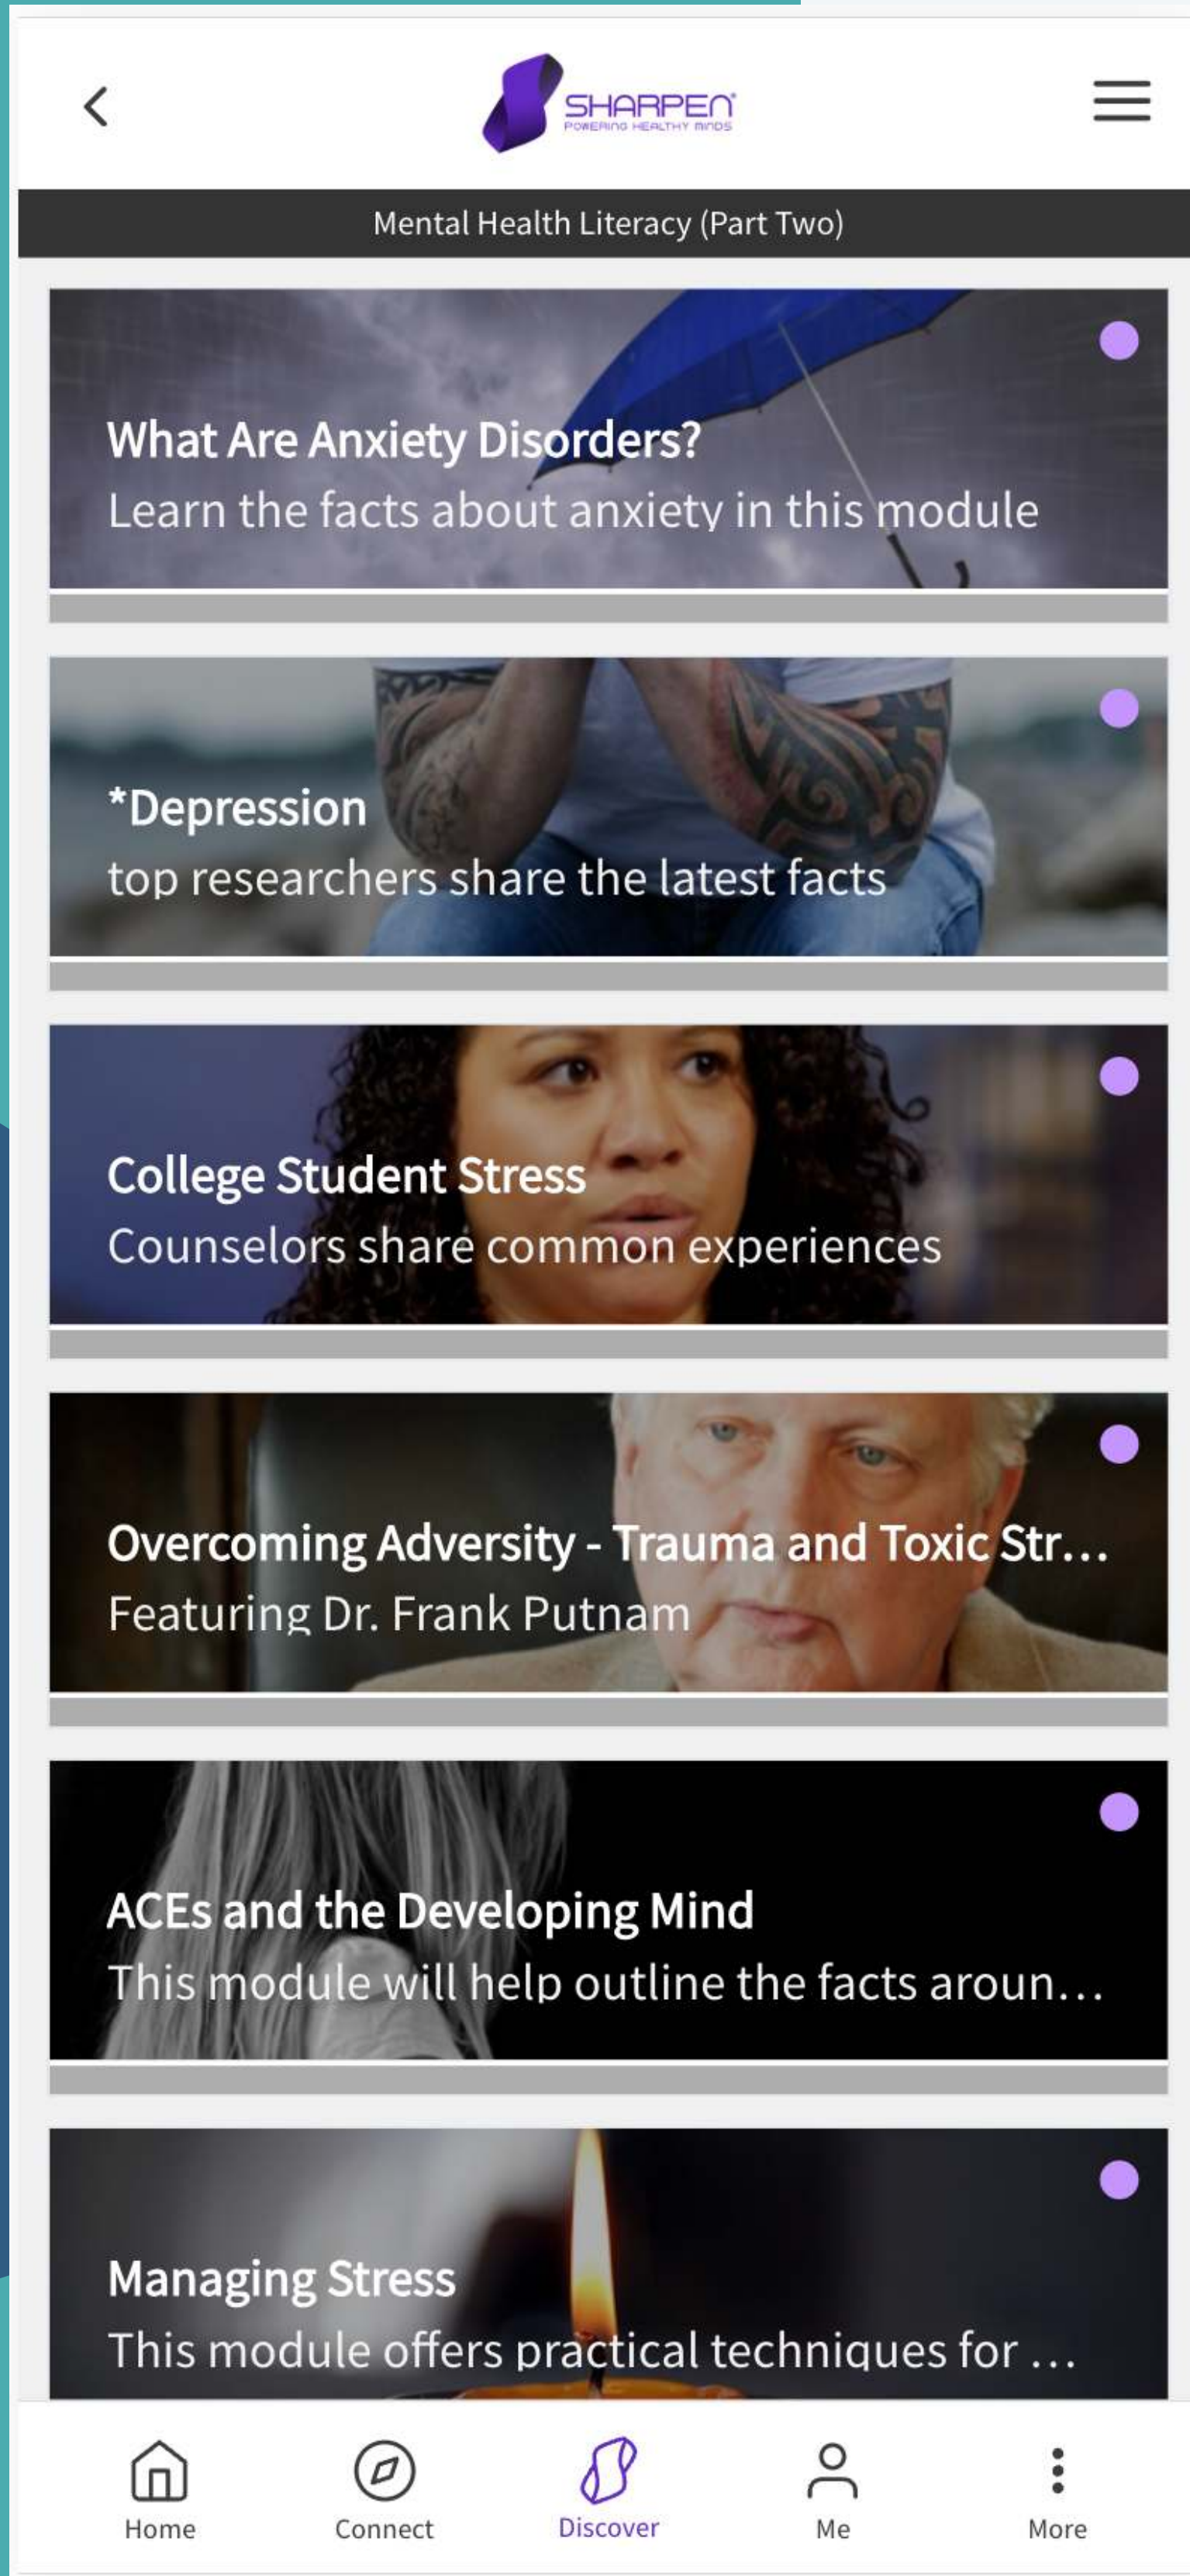 SHARPEN®
POWERING HEALTHY MINDS
Mental Health Literacy (Part Two)
What Are Anxiety Disorders?
Learn the facts about anxiety in this module
*Depression
top researchers share the latest facts
College Student Stress
Counselors share common experiences
Overcoming Adversity - Trauma and Toxic Str...
Featuring Dr. Frank Putnam
ACEs and the Developing Mind
This module will help outline the facts aroun...
Managing Stress
This module offers practical techniques for ...
Home Connect Discover Me More